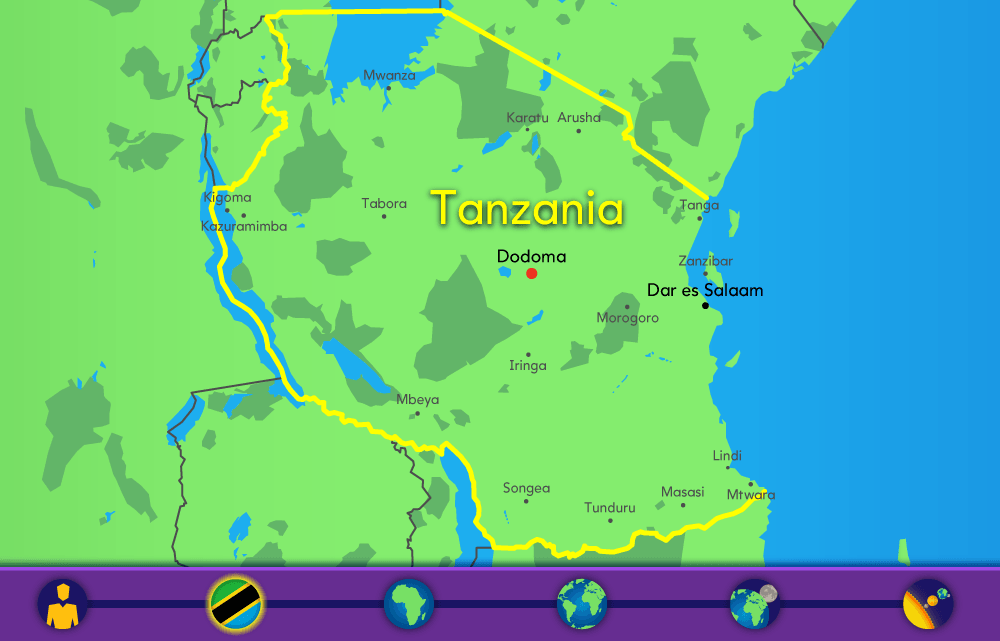 Mwanza
Karatu
Arusha
Kigoma
Kazuramimba
Tabora
Tanzania
Tanga
Dodoma
Zanzibar
Dar es Salaam
Morogoro
Iringa
Mbeya
Lindi
Songea
Masasi
Mtwara
Tunduru